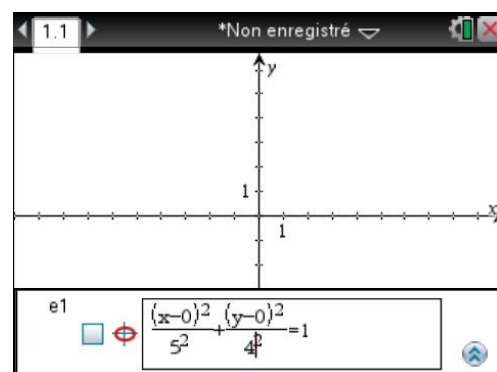 1.1 *Non enregistré
y
1
x
1
e1
(x-0)²/5²+(y-0)²/4²=1